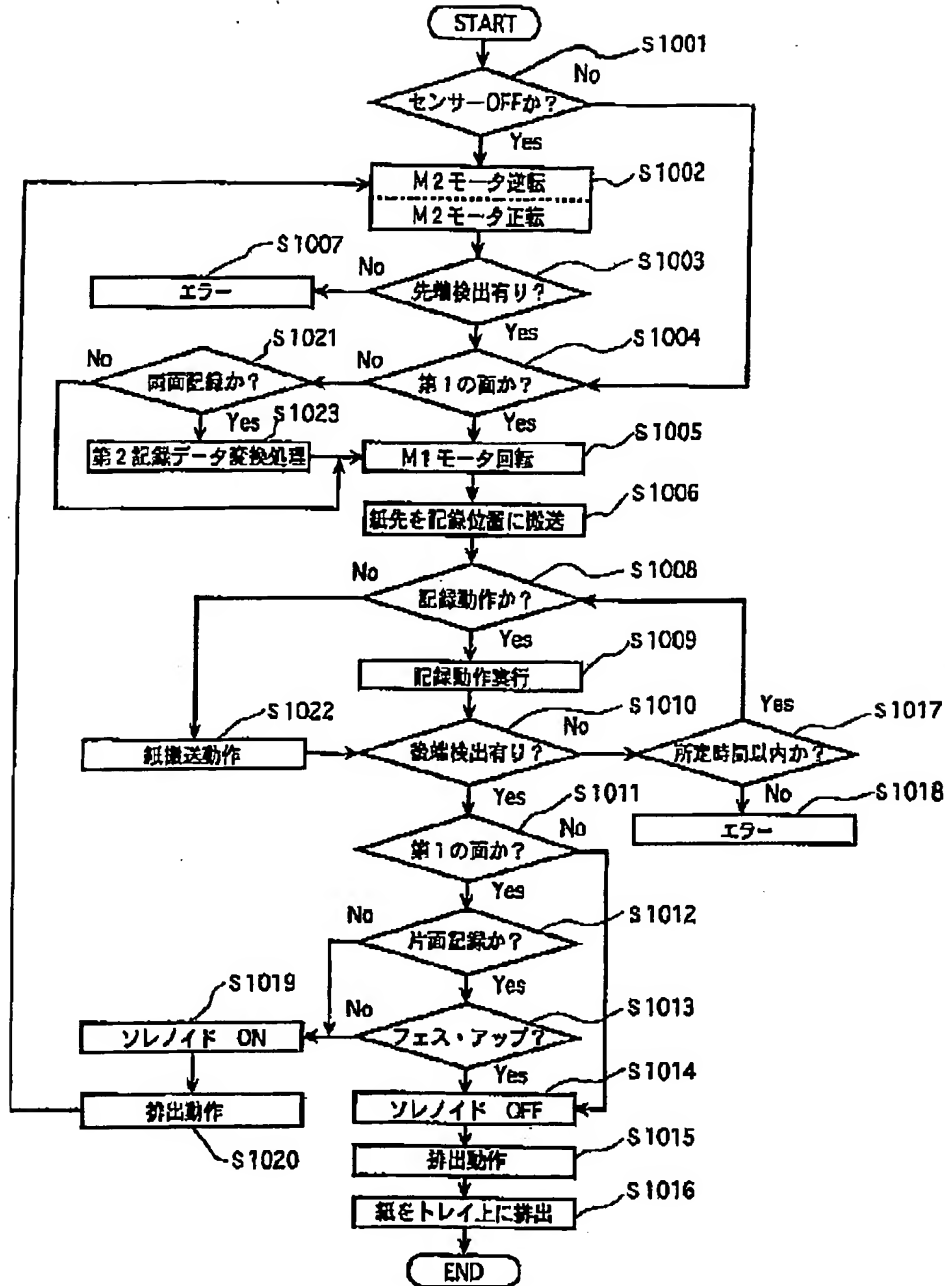 START
S1001
No
センサーOFFか?
Yes
M2モータ逆転
S1002
M2モータ正転
S1007
エラー
No
S1003
先端検出有り?
Yes
S1021
No
両面記録か?
S1004
No
第1の面か?
Yes
S1023
第2記録データ変換処理
Yes
S1005
M1モータ回転
S1006
紙先を記録位置に搬送
No
S1008
記録動作か?
Yes
S1009
記録動作実行
S1022
紙搬送動作
S1010
No
後端検出有り?
Yes
Yes
S1017
所定時間以内か?
No
S1018
エラー
S1011
No
第1の面か?
Yes
No
S1012
片面記録か?
Yes
S1019
ソレノイド ON
No
S1013
フェス・アップ?
Yes
S1014
ソレノイド OFF
排出動作
S1020
S1015
排出動作
S1016
紙をトレイ上に排出
END